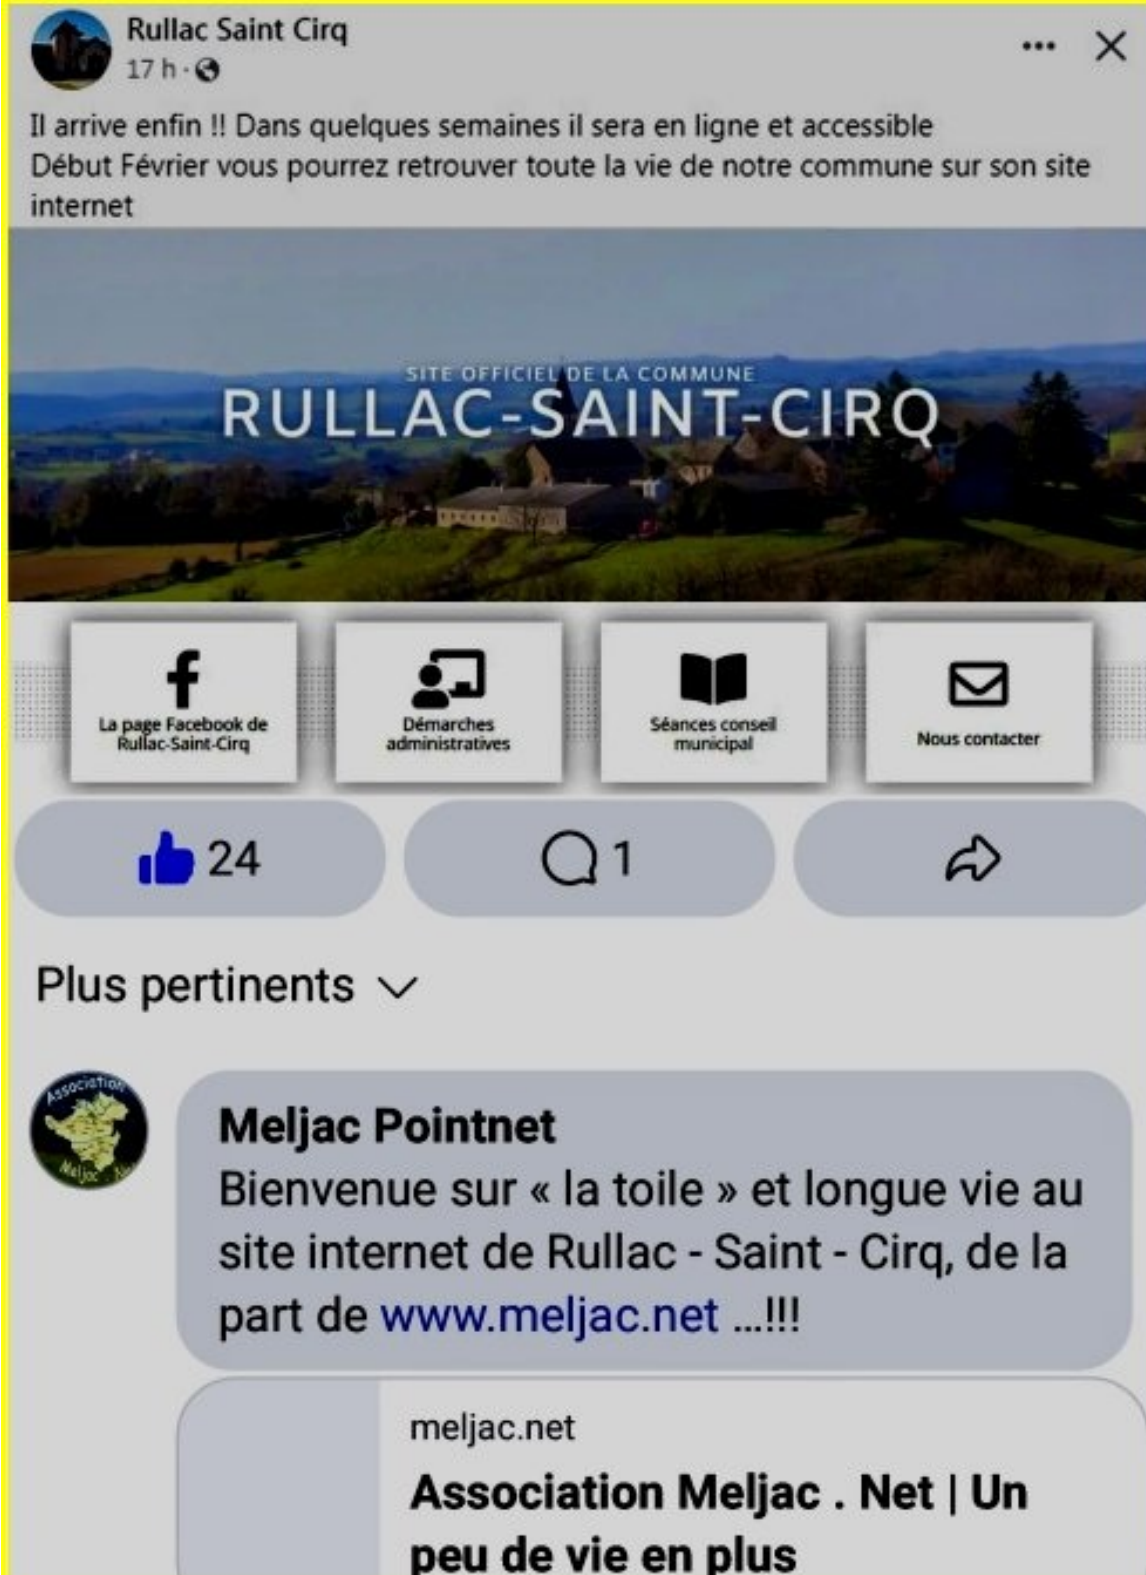 Rullac Saint Cirq
17 h ·
Il arrive enfin !! Dans quelques semaines il sera en ligne et accessible
Début Février vous pourrez retrouver toute la vie de notre commune sur son site
internet
SITE OFFICIEL DE LA COMMUNE
RULLAC-SAINT-CIRQ
La page Facebook de
Rullac-Saint-Cirq
Démarches
administratives
Séances conseil
municipal
Nous contacter
24
1
Plus pertinents
Association
Meljac . Net
Meljac Pointnet
Bienvenue sur « la toile » et longue vie au
site internet de Rullac - Saint - Cirq, de la
part de www.meljac.net ...!!!
meljac.net
Association Meljac . Net | Un
peu de vie en plus